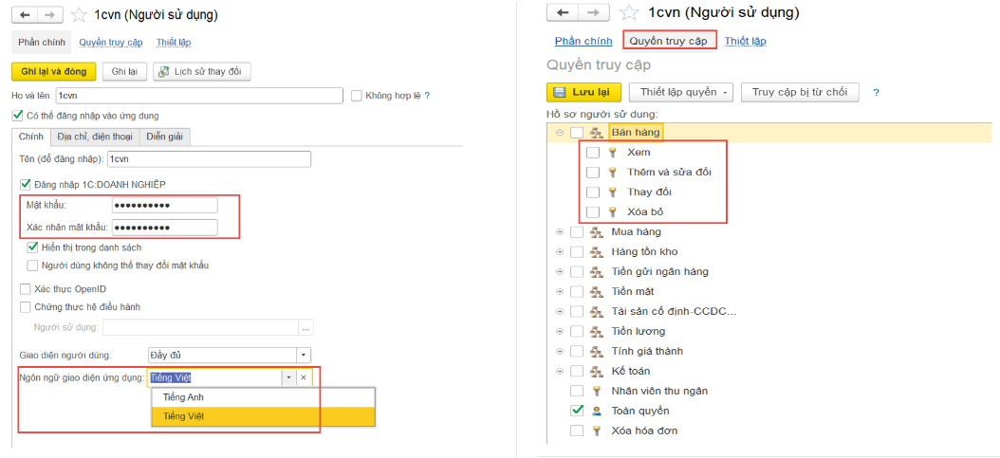 1cvn (Người sử dụng)
Phần chính Quyền truy cập Thiết lập
Ghi lại và đóng Ghi lại Lịch sử thay đổi
Họ và tên: 1cvn Không hợp lệ ?
Có thể đăng nhập vào ứng dụng
Chính Địa chỉ, điện thoại Diễn giải
Tên (để đăng nhập): 1cvn
Đăng nhập 1C:DOANH NGHIỆP
Mật khẩu: ●●●●●●●●●●
Xác nhận mật khẩu: ●●●●●●●●●●
Hiển thị trong danh sách
Người dùng không thể thay đổi mật khẩu
Xác thực OpenID
Chứng thực hệ điều hành
Người sử dụng: ...
Giao diện người dùng: Đầy đủ
Ngôn ngữ giao diện ứng dụng: Tiếng Việt
Tiếng Anh
Tiếng Việt
1cvn (Người sử dụng)
Phần chính Quyền truy cập Thiết lập
Quyền truy cập
Lưu lại Thiết lập quyền Truy cập bị từ chối ?
Hồ sơ người sử dụng:
Bán hàng
Xem
Thêm và sửa đổi
Thay đổi
Xóa bỏ
Mua hàng
Hàng tồn kho
Tiền gửi ngân hàng
Tiền mặt
Tài sản cố định-CCDC...
Tiền lương
Tính giá thành
Kế toán
Nhân viên thu ngân
Toàn quyền
Xóa hóa đơn